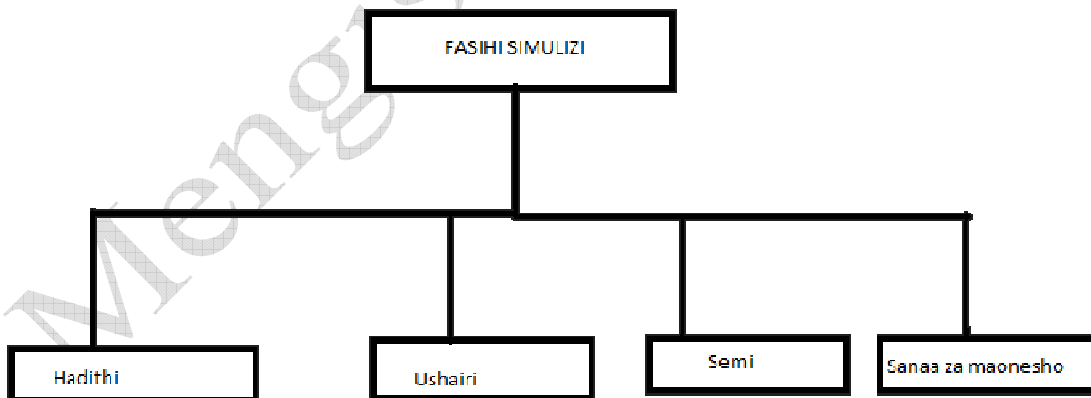 FASIHI SIMULIZI
Hadithi
Ushairi
Semi
Sanaa za maonesho